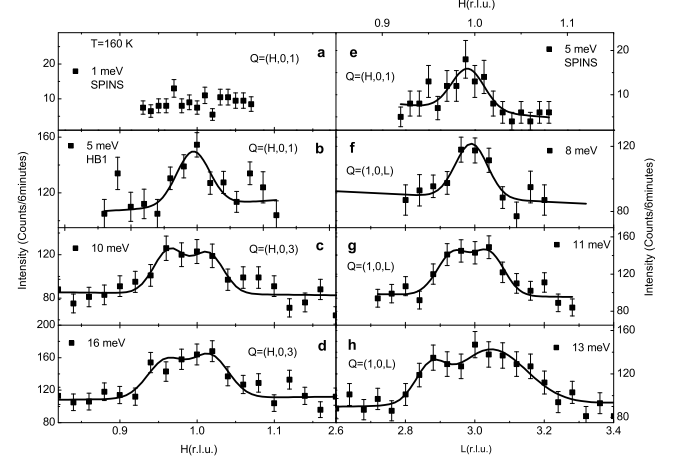 H(r.l.u.)
0.9 1.0 1.1
T=160 K
a
Q=(H,0,1)
1 meV
SPINS
20
10
e
5 meV
SPINS
Q=(H,0,1)
20
10
160
5 meV
HB1
Q=(H,0,1)
b
120
f
8 meV
Q=(1,0,L)
120
80
Intensity (Counts/6minutes)
Intensity (Counts/6minutes)
10 meV
Q=(H,0,3)
c
120
80
g
11 meV
Q=(1,0,L)
160
120
80
200
16 meV
Q=(H,0,3)
d
160
120
80
h
13 meV
Q=(1,0,L)
160
120
80
0.9 1.0 1.1 2.6 2.8 3.0 3.2 3.4
H(r.l.u.) L(r.l.u.)